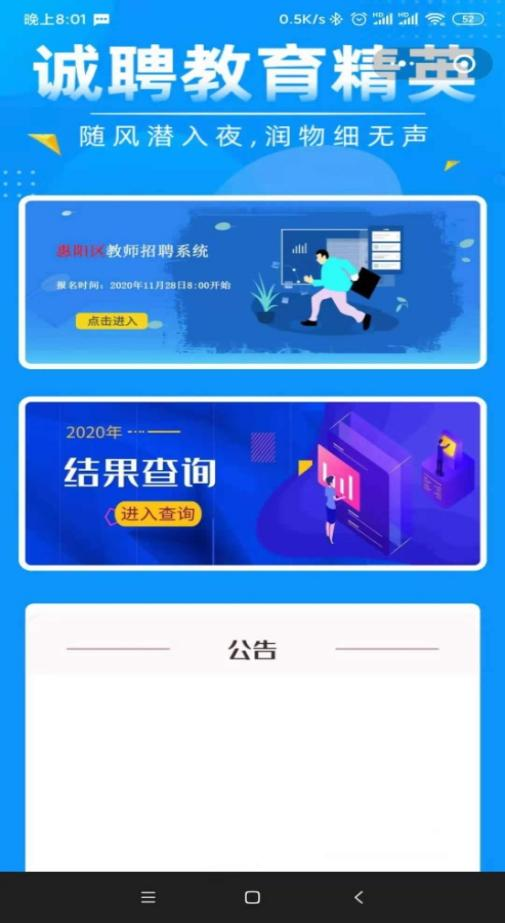 晚上8:01
0.5K/s
HD
HD
52
诚聘教育精英
随风潜入夜,润物细无声
惠阳区教师招聘系统
报名时间：2020年11月28日8:00开始
点击进入
2020年
结果查询
进入查询
公告